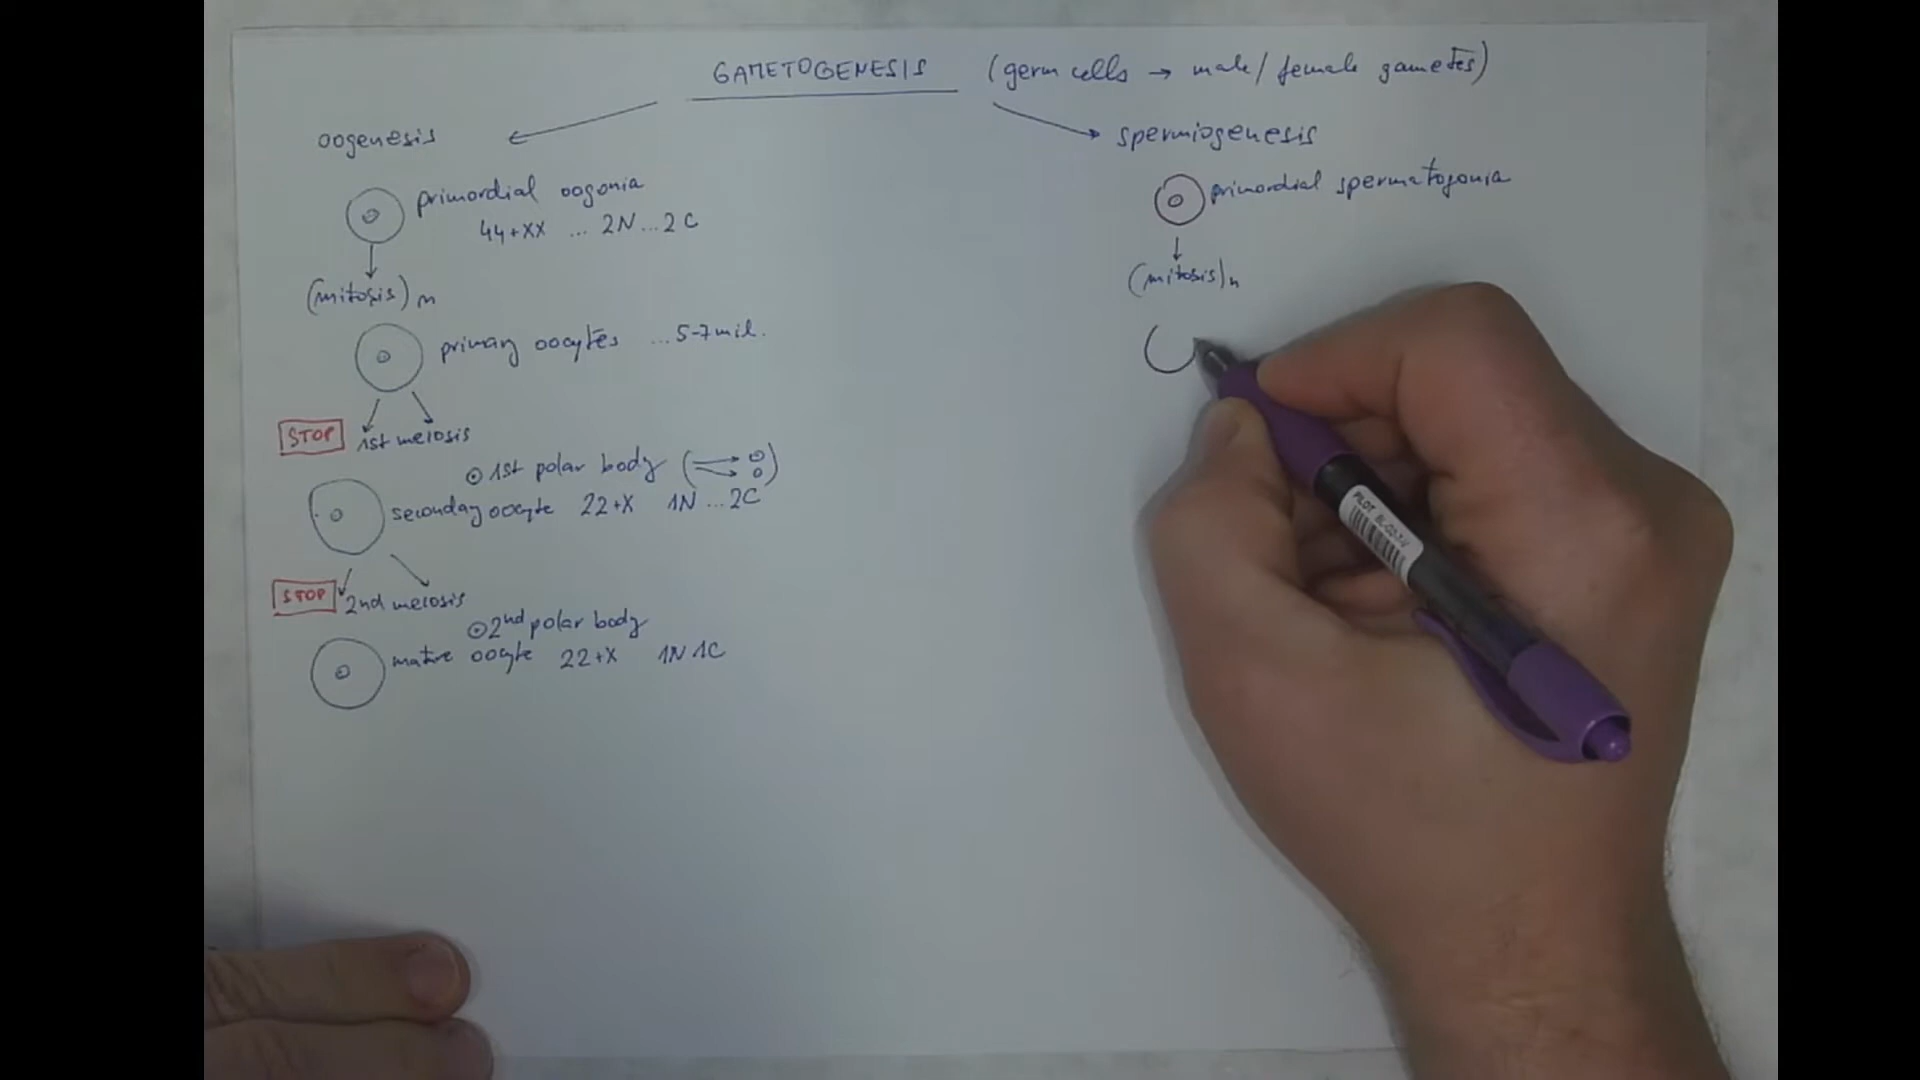 GAMETOGENESIS (germ cells → male/female gametes)
oogenesis
primordial oogonia
44+XX ... 2N ... 2C
(mitosis)n
primary oocytes ... 5-7 mil.
STOP 1st meiosis
1st polar body
secondary oocyte 22+X 1N ... 2C
STOP 2nd meiosis
2nd polar body
mature oocyte 22+X 1N 1C
spermiogenesis
primordial spermatogonia
(mitosis)n
PILOT